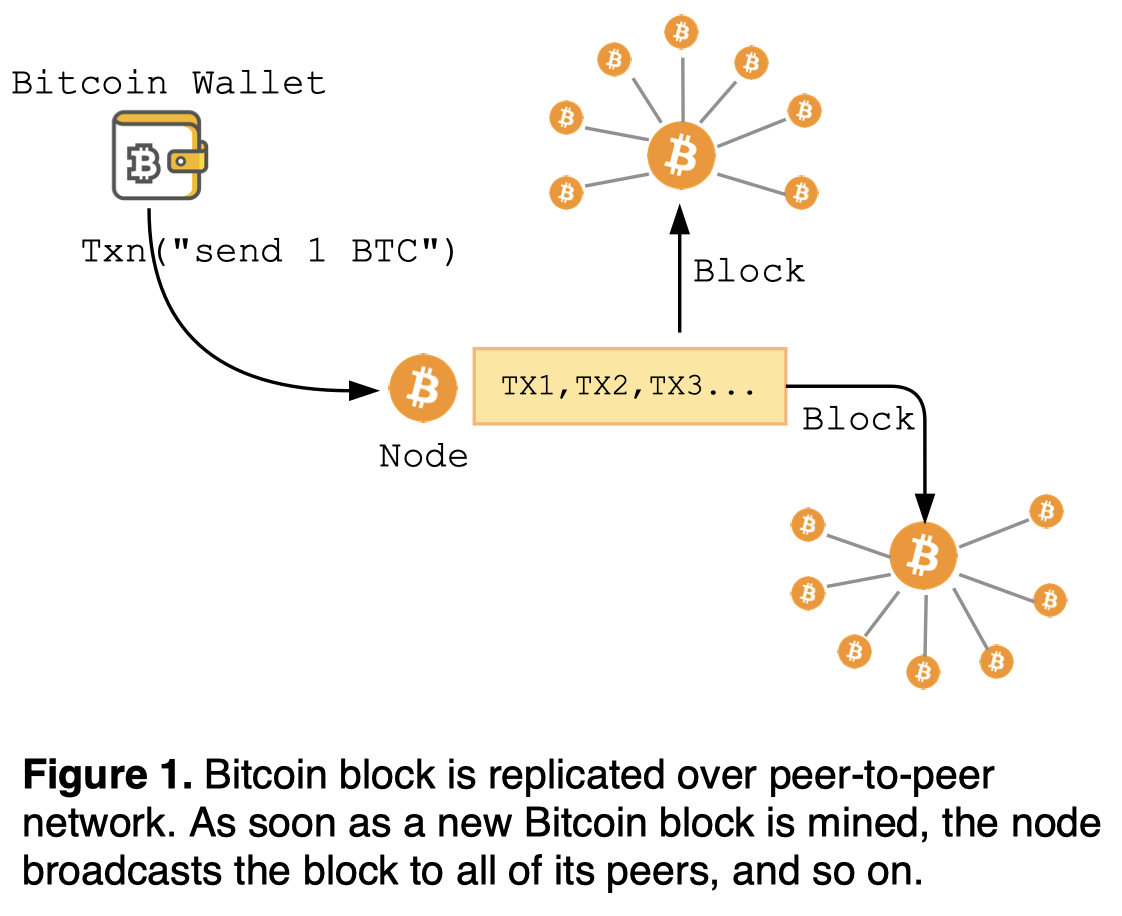 Bitcoin Wallet
Txn("send 1 BTC")
Block
TX1,TX2,TX3...
Block
Node
Figure 1. Bitcoin block is replicated over peer-to-peer
network. As soon as a new Bitcoin block is mined, the node
broadcasts the block to all of its peers, and so on.